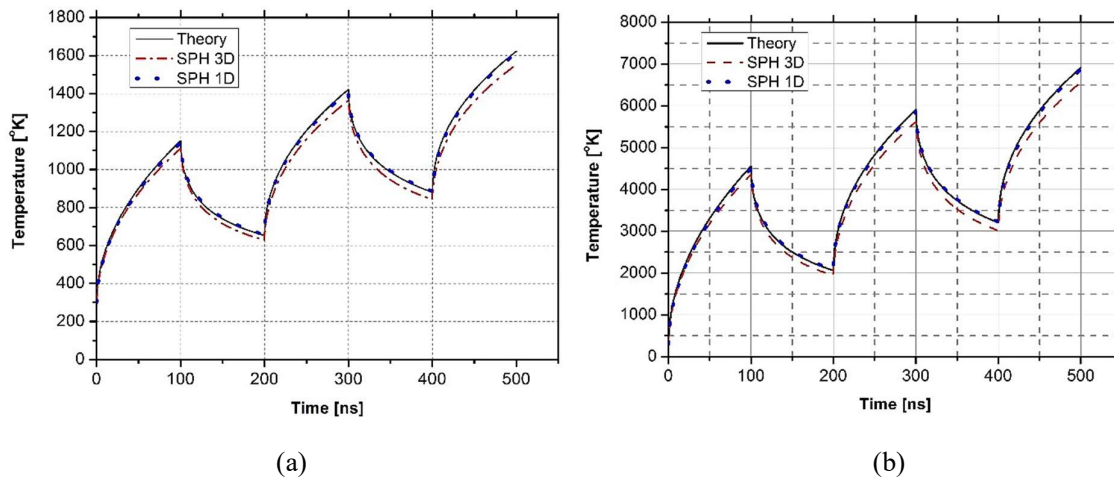 Theory
SPH 3D
SPH 1D
Temperature [°K]
1800
1600
1400
1200
1000
800
600
400
200
0
0 100 200 300 400 500
Time [ns]
(a)
Theory
SPH 3D
SPH 1D
Temperature [°K]
8000
7000
6000
5000
4000
3000
2000
1000
0
0 100 200 300 400 500
Time [ns]
(b)